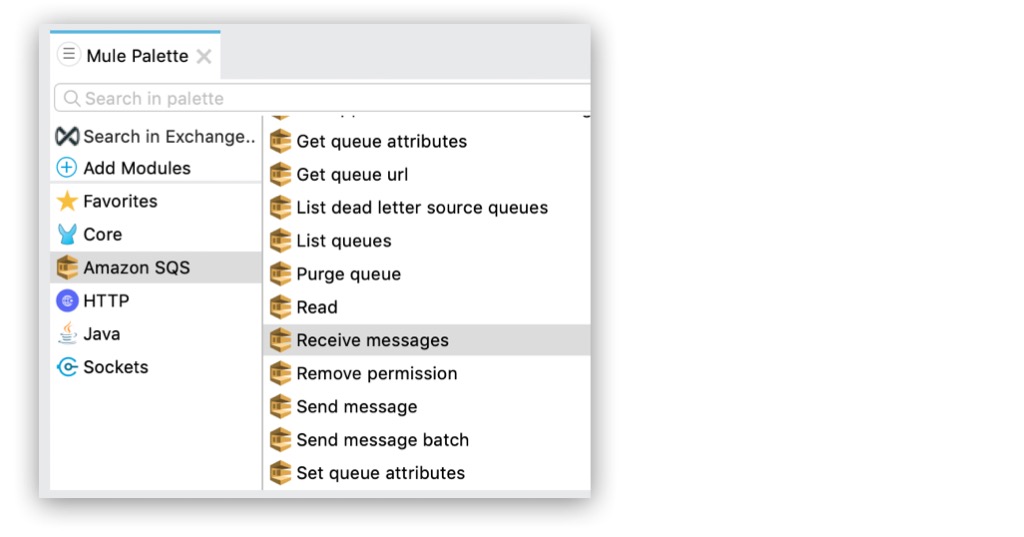 Mule Palette
Search in palette
Search in Exchange..
Add Modules
Favorites
Core
Amazon SQS
HTTP
Java
Sockets
Get queue attributes
Get queue url
List dead letter source queues
List queues
Purge queue
Read
Receive messages
Remove permission
Send message
Send message batch
Set queue attributes